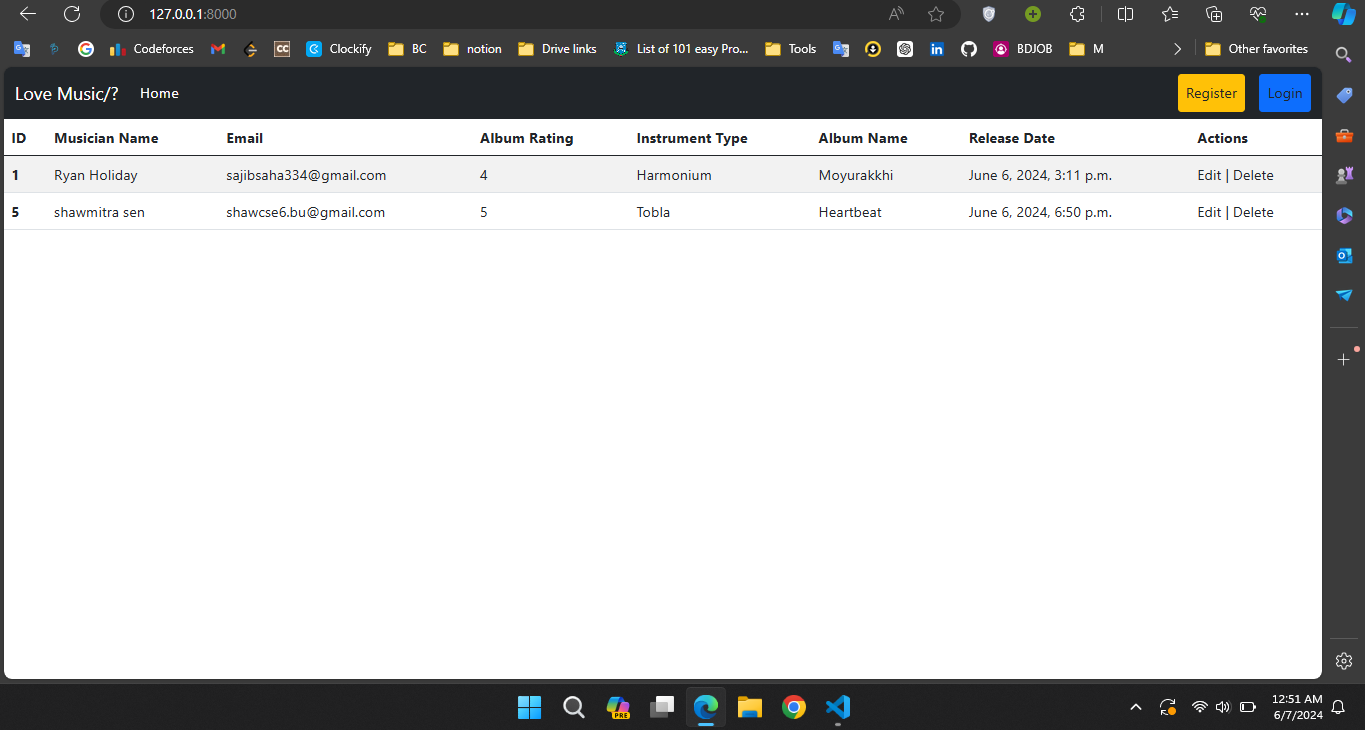 127.0.0.1:8000
Codeforces CC Clockify BC notion Drive links List of 101 easy Pro... Tools in BDJOB M Other favorites
Love Music/? Home Register Login
ID Musician Name Email Album Rating Instrument Type Album Name Release Date Actions
1 Ryan Holiday sajibsaha334@gmail.com 4 Harmonium Moyurakkhi June 6, 2024, 3:11 p.m. Edit | Delete
5 shawmitra sen shawcse6.bu@gmail.com 5 Tobla Heartbeat June 6, 2024, 6:50 p.m. Edit | Delete
PRE
12:51 AM
6/7/2024